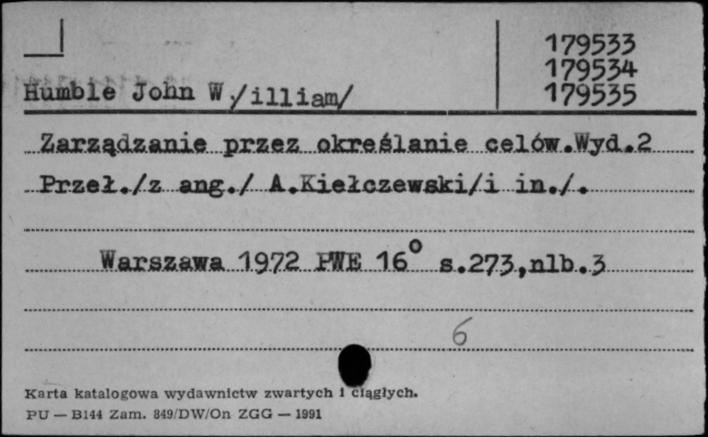 179533
179534
179535
Humble John W./illiam/
Zarządzanie przez określanie celów.Wyd.2
Przeł./z ang./ A.Kiełczewski/i in./.
Warszawa 1972 PWE 16° s.273,nlb.3
6
Karta katalogowa wydawnictw zwartych i ciągłych.
PU — B144 Zam. 849/DW/On ZGG — 1991